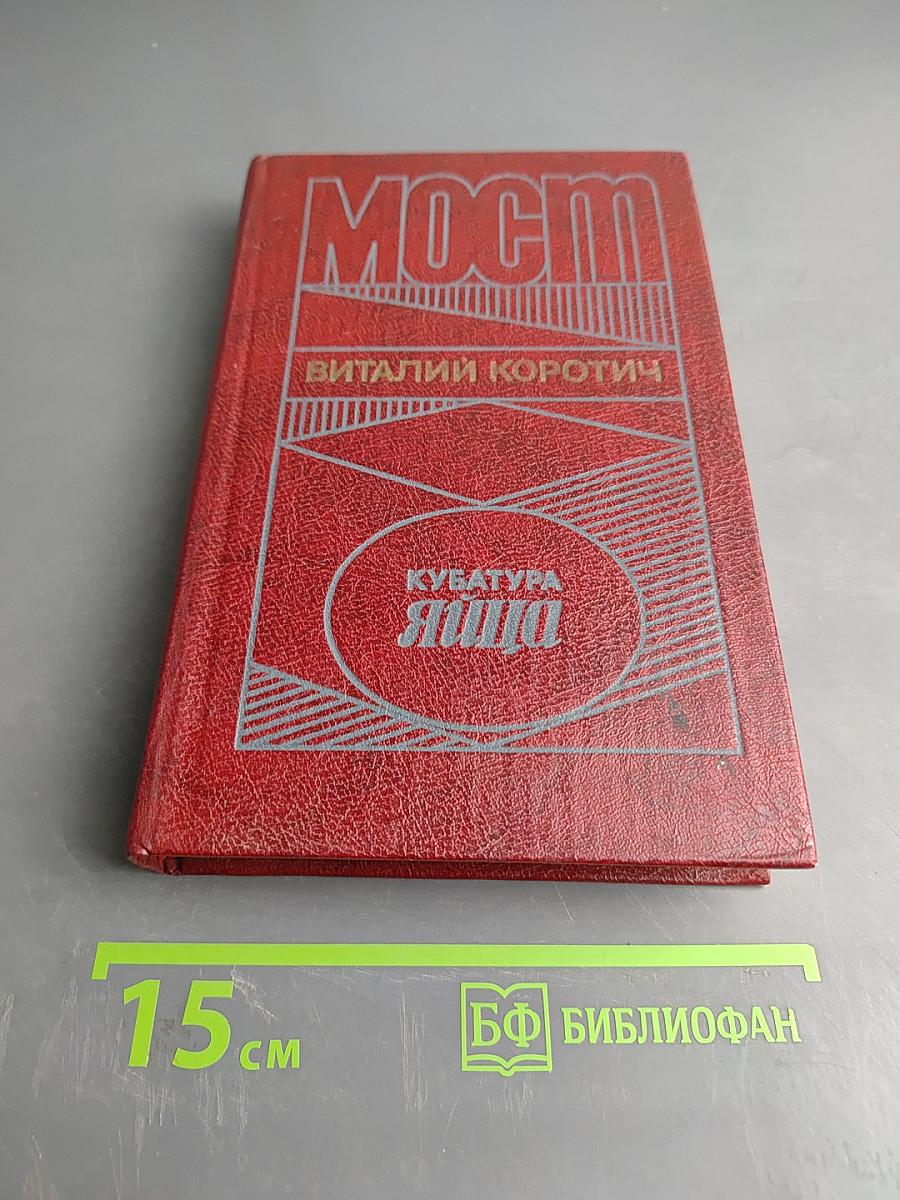 мост
ВИТАЛИЙ КОРОТИЧ
КУБАТУРА
яйца
15 см
БФ БИБЛИОФАН